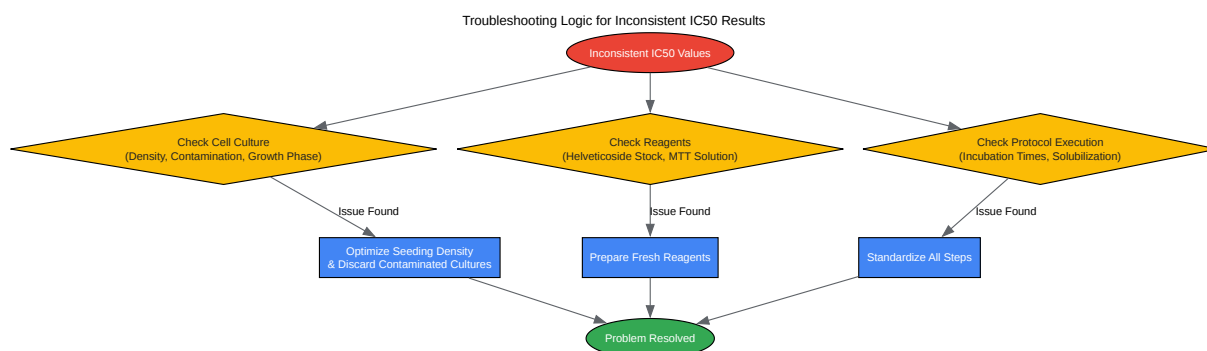 Troubleshooting Logic for Inconsistent IC50 Results
Inconsistent IC50 Values
Check Cell Culture
(Density, Contamination, Growth Phase)
Check Reagents
(Helveticoside Stock, MTT Solution)
Check Protocol Execution
(Incubation Times, Solubilization)
Issue Found
Issue Found
Issue Found
Optimize Seeding Density
& Discard Contaminated Cultures
Prepare Fresh Reagents
Standardize All Steps
Problem Resolved